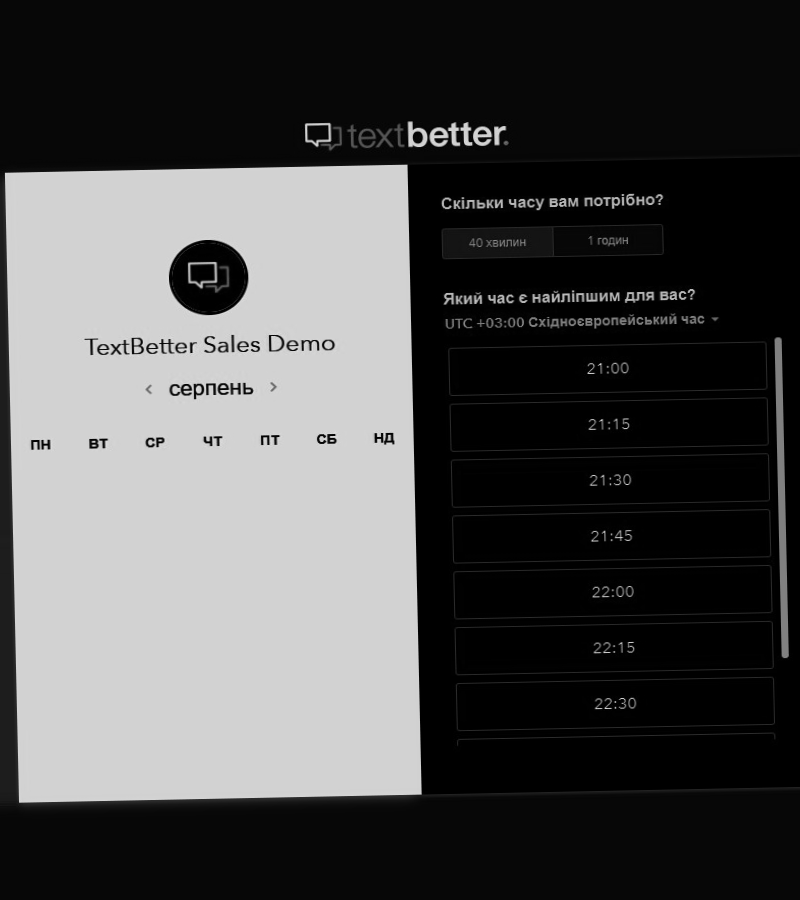 textbetter.
TextBetter Sales Demo
серпень
ПН ВТ СР ЧТ ПТ СБ НД
Скільки часу вам потрібно?
40 хвилин 1 годин
Який час є найліпшим для вас?
UTC +03:00 Східноєвропейський час
21:00
21:15
21:30
21:45
22:00
22:15
22:30